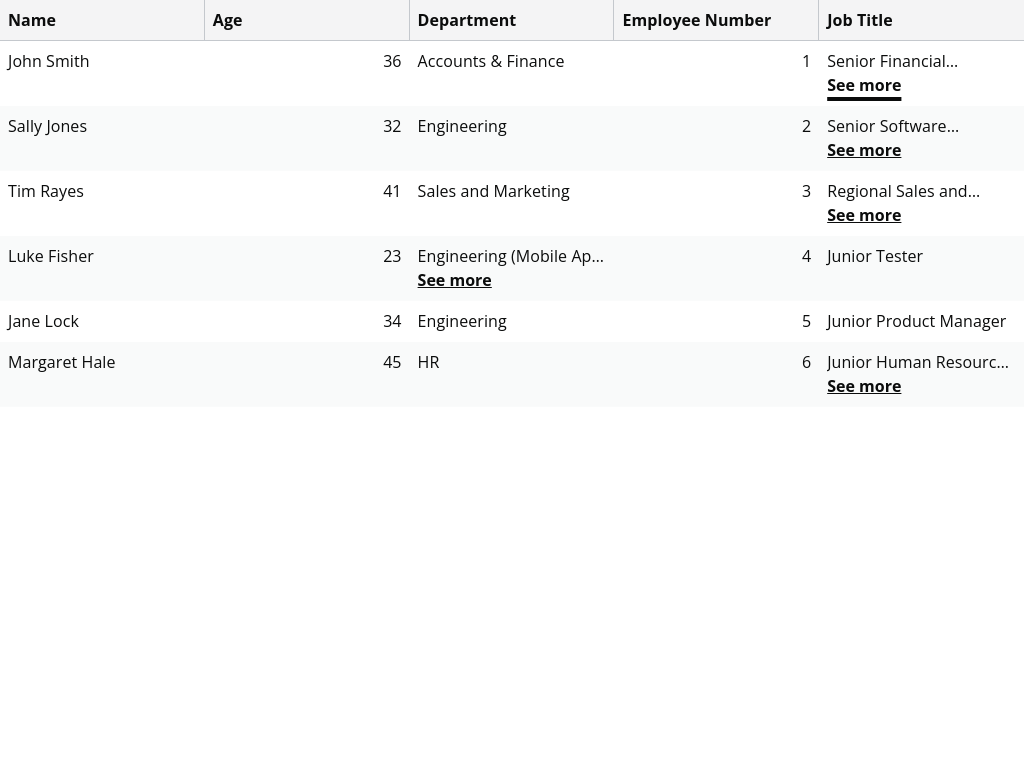 Name Age Department Employee Number Job Title
John Smith 36 Accounts & Finance 1 Senior Financial...
See more
Sally Jones 32 Engineering 2 Senior Software...
See more
Tim Rayes 41 Sales and Marketing 3 Regional Sales and...
See more
Luke Fisher 23 Engineering (Mobile Ap... 4 Junior Tester
See more
Jane Lock 34 Engineering 5 Junior Product Manager
Margaret Hale 45 HR 6 Junior Human Resourc...
See more